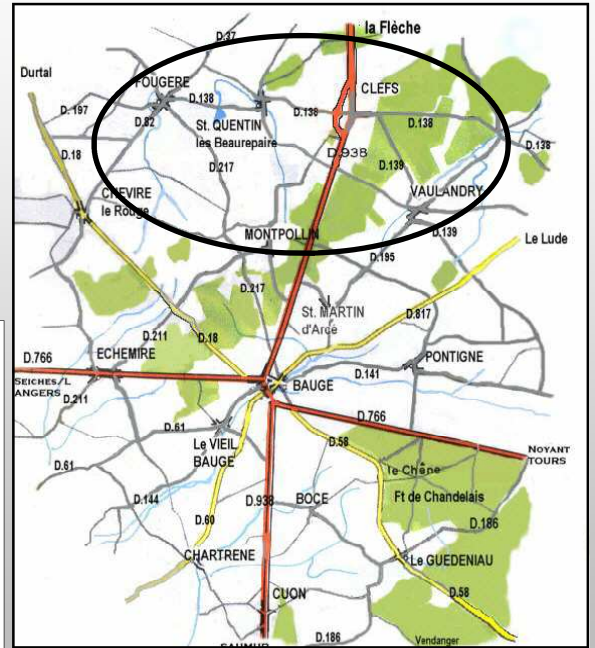 la Flèche
D.37
Durtal
FOUGERE
CLEFS
D.197
D.138
D.138
D.138
D.82
St. QUENTIN
lès Beaurepaire
D.138
D.18
D.217
D.938
D.139
CHEVIRE
le Rouge
VAULANDRY
MONTPOLLIN
D.139
Le Lude
D.195
D.217
St. MARTIN
d'Arcé
D.817
D.211
D.18
D.766
ECHEMIRE
PONTIGNE
SEICHES/L
ANGERS
BAUGE
D.141
D.211
D.766
D.61
Le VIEIL
BAUGE
D.58
NOYANT
TOURS
D.61
le Chêne
D.144
D.938
BOCE
Ft de Chandelais
D.60
D.186
CHARTRENE
Le GUEDENIAU
CUON
D.58
D.186
Vendanger
SAUMUR